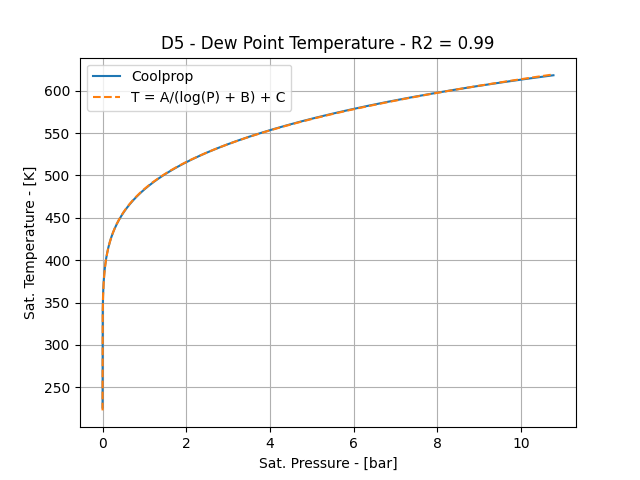 D5 - Dew Point Temperature - R2 = 0.99
Coolprop
T = A/(log(P) + B) + C
600
550
500
450
400
350
300
250
Sat. Temperature - [K]
0
2
4
6
8
10
Sat. Pressure - [bar]